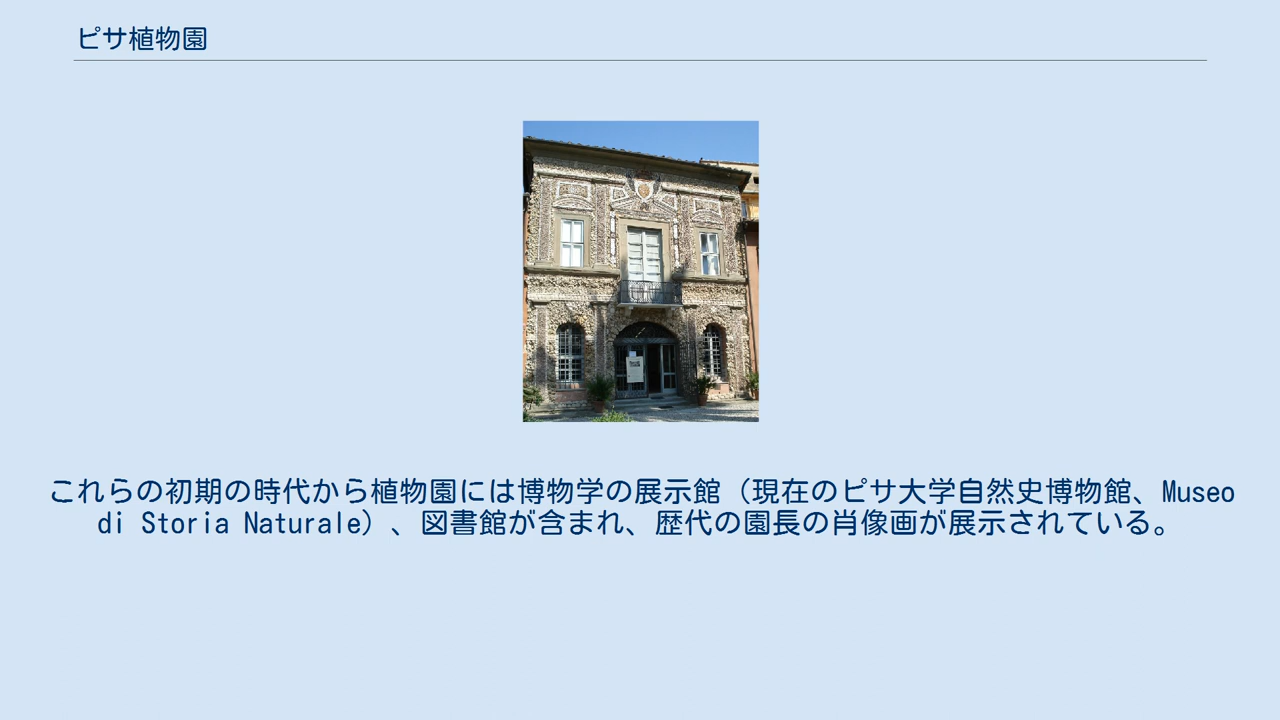 ピサ植物園
これらの初期の時代から植物園には博物学の展示館（現在のピサ大学自然史博物館、Museo
di Storia Naturale）、図書館が含まれ、歴代の園長の肖像画が展示されている。